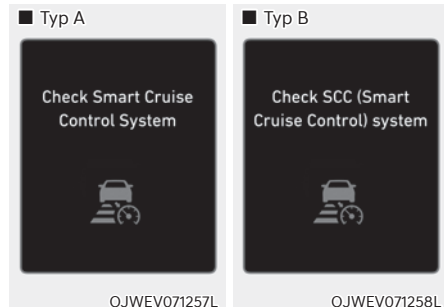 ■ Typ A
Check Smart Cruise
Control System
OJWEV071257L
■ Typ B
Check SCC (Smart
Cruise Control) system
OJWEV071258L